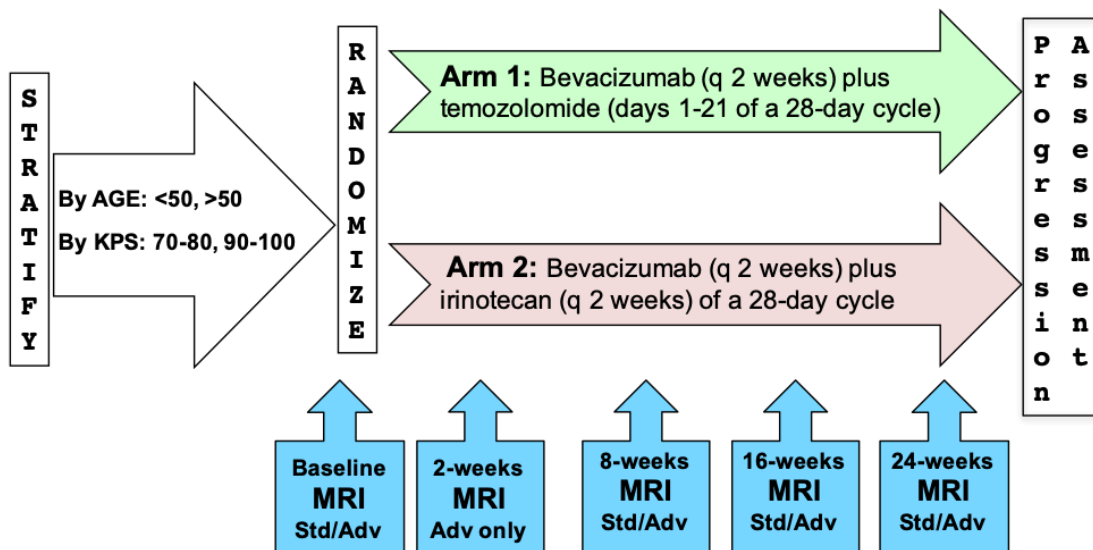 STRATIFY
By AGE: <50, >50
By KPS: 70-80, 90-100
RANDOMIZE
Arm 1: Bevacizumab (q 2 weeks) plus
temozolomide (days 1-21 of a 28-day cycle)
Arm 2: Bevacizumab (q 2 weeks) plus
irinotecan (q 2 weeks) of a 28-day cycle
Progression
Assessment
Baseline
MRI
Std/Adv
2-weeks
MRI
Adv only
8-weeks
MRI
Std/Adv
16-weeks
MRI
Std/Adv
24-weeks
MRI
Std/Adv